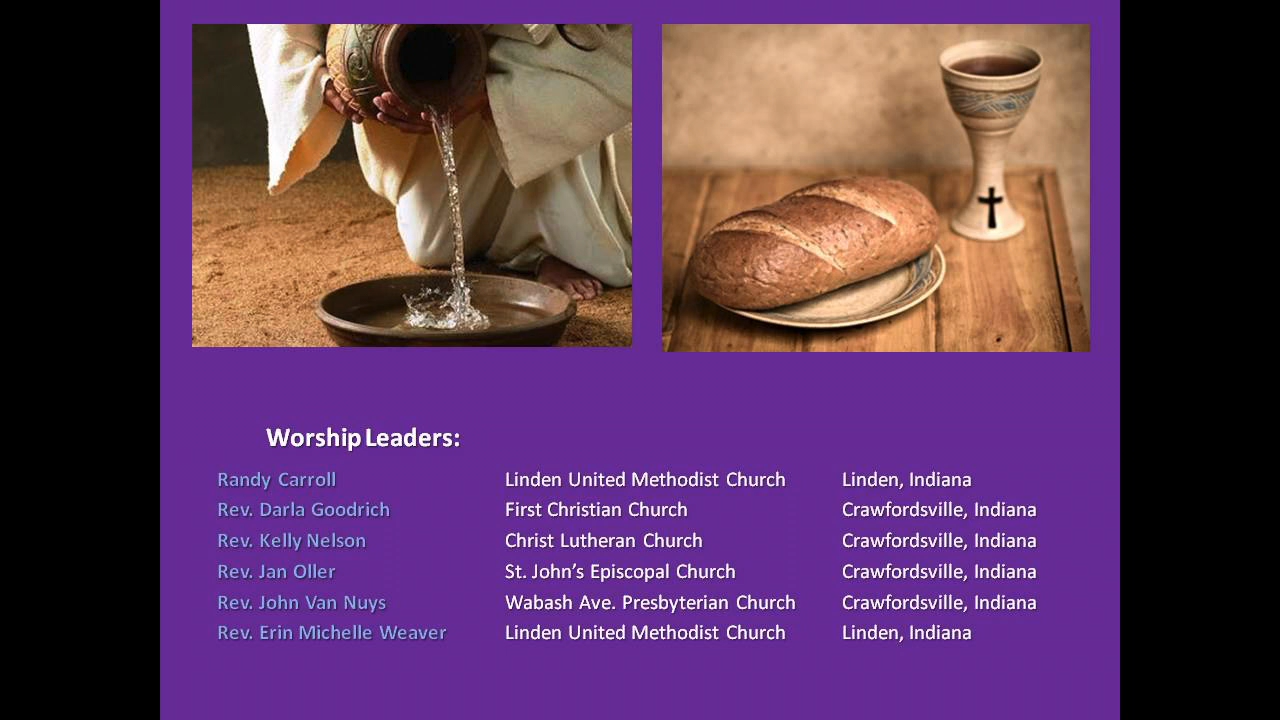 Worship Leaders:
Randy Carroll Linden United Methodist Church Linden, Indiana
Rev. Darla Goodrich First Christian Church Crawfordsville, Indiana
Rev. Kelly Nelson Christ Lutheran Church Crawfordsville, Indiana
Rev. Jan Oller St. John’s Episcopal Church Crawfordsville, Indiana
Rev. John Van Nuys Wabash Ave. Presbyterian Church Crawfordsville, Indiana
Rev. Erin Michelle Weaver Linden United Methodist Church Linden, Indiana